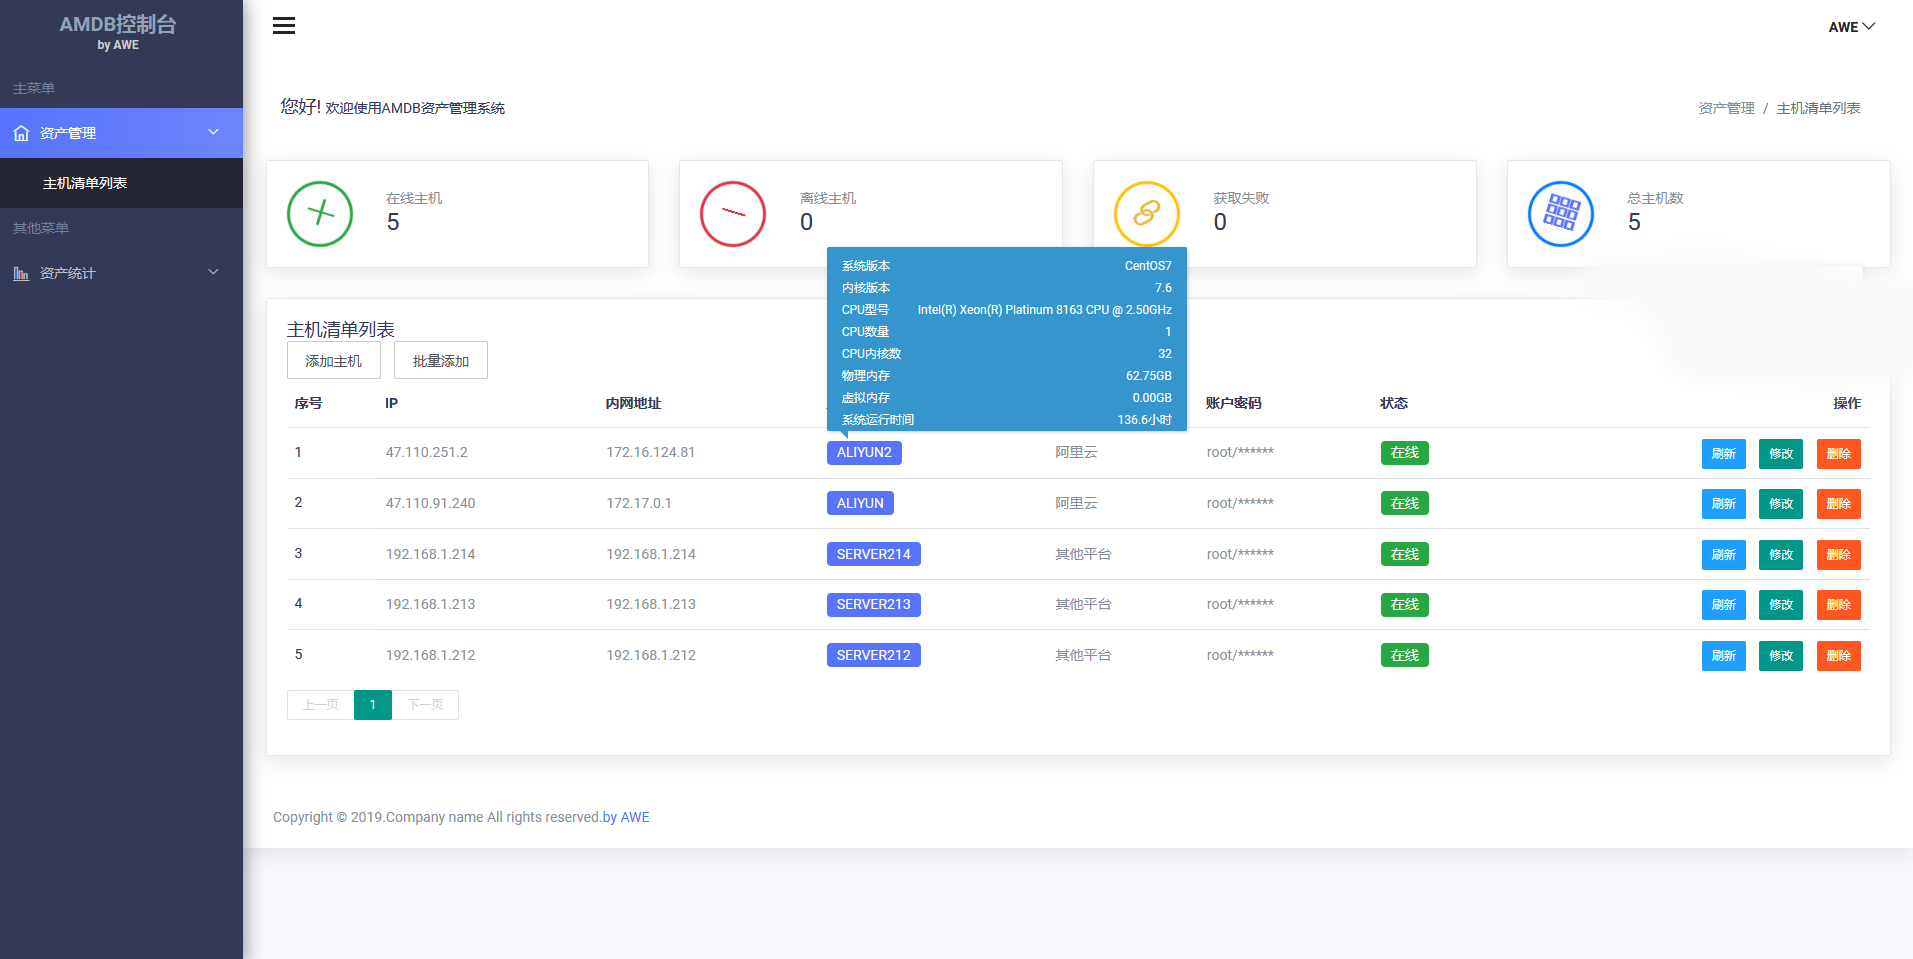 AMDB控制台
by AWE
主菜单
资产管理
主机清单列表
其他菜单
资产统计
AWE
您好! 欢迎使用AMDB资产管理系统
资产管理 / 主机清单列表
在线主机
5
离线主机
0
获取失败
0
总主机数
5
系统版本 CentOS7
内核版本 7.6
CPU型号 Intel(R) Xeon(R) Platinum 8163 CPU @ 2.50GHz
CPU数量 1
CPU内核数 32
物理内存 62.75GB
虚拟内存 0.00GB
系统运行时间 136.6小时
主机清单列表
添加主机 批量添加
序号 IP 内网地址 账户密码 状态 操作
1 47.110.251.2 172.16.124.81 ALIYUN2 阿里云 root/****** 在线 刷新 修改 删除
2 47.110.91.240 172.17.0.1 ALIYUN 阿里云 root/****** 在线 刷新 修改 删除
3 192.168.1.214 192.168.1.214 SERVER214 其他平台 root/****** 在线 刷新 修改 删除
4 192.168.1.213 192.168.1.213 SERVER213 其他平台 root/****** 在线 刷新 修改 删除
5 192.168.1.212 192.168.1.212 SERVER212 其他平台 root/****** 在线 刷新 修改 删除
上一页 1 下一页
Copyright © 2019.Company name All rights reserved.by AWE